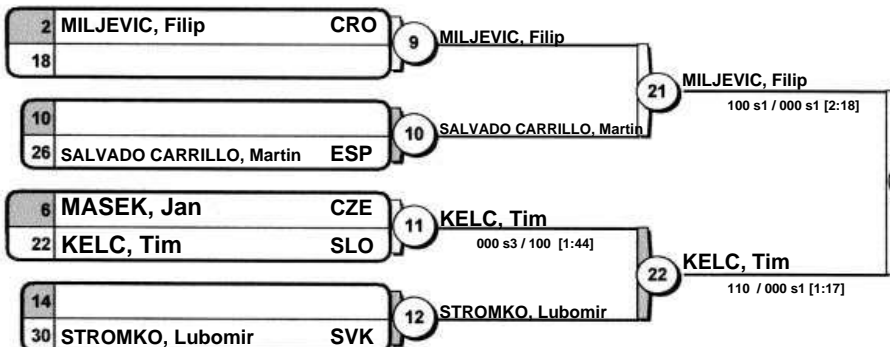 2 MILJEVIC, Filip CRO
18
9
MILJEVIC, Filip
10
26 SALVADO CARRILLO, Martin ESP
10
SALVADO CARRILLO, Martin
21
MILJEVIC, Filip
100 s1 / 000 s1 [2:18]
6 MASEK, Jan CZE
22 KELC, Tim SLO
11
KELC, Tim
000 s3 / 100 [1:44]
14
30 STROMKO, Lubomir SVK
12
STROMKO, Lubomir
22
KELC, Tim
110 / 000 s1 [1:17]